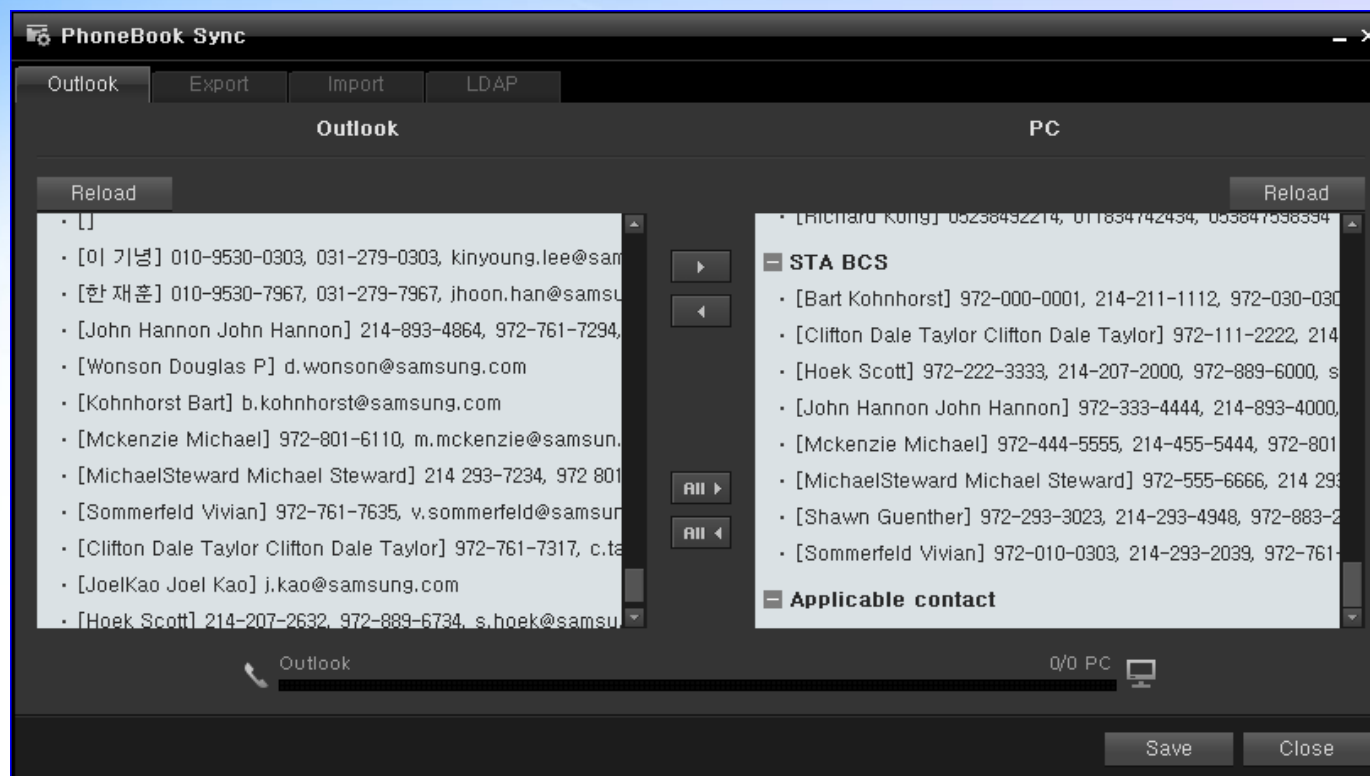 PhoneBook Sync
Outlook Export Import LDAP
Outlook PC
Reload Reload
· []
· [이 기녕] 010-9530-0303, 031-279-0303, kinyoung.lee@sam
· [한 재훈] 010-9530-7967, 031-279-7967, jhoon.han@samsu
· [John Hannon John Hannon] 214-893-4864, 972-761-7294,
· [Wonson Douglas P] d.wonson@samsung.com
· [Kohnhorst Bart] b.kohnhorst@samsung.com
· [Mckenzie Michael] 972-801-6110, m.mckenzie@samsun.
· [MichaelSteward Michael Steward] 214 293-7234, 972 801
· [Sommerfeld Vivian] 972-761-7635, v.sommerfeld@samsur
· [Clifton Dale Taylor Clifton Dale Taylor] 972-761-7317, c.ta
· [JoelKao Joel Kao] j.kao@samsung.com
· [Hoek Scott] 214-207-2632, 972-889-6734, s.hoek@samsu.
All
All
· [Richard Kong] 05238492214, 011834742434, 053847598394
STA BCS
· [Bart Kohnhorst] 972-000-0001, 214-211-1112, 972-030-030
· [Clifton Dale Taylor Clifton Dale Taylor] 972-111-2222, 214
· [Hoek Scott] 972-222-3333, 214-207-2000, 972-889-6000, s
· [John Hannon John Hannon] 972-333-4444, 214-893-4000,
· [Mckenzie Michael] 972-444-5555, 214-455-5444, 972-801
· [MichaelSteward Michael Steward] 972-555-6666, 214 293
· [Shawn Guenther] 972-293-3023, 214-293-4948, 972-883-2
· [Sommerfeld Vivian] 972-010-0303, 214-293-2039, 972-761-
Applicable contact
Outlook 0/0 PC
Save Close